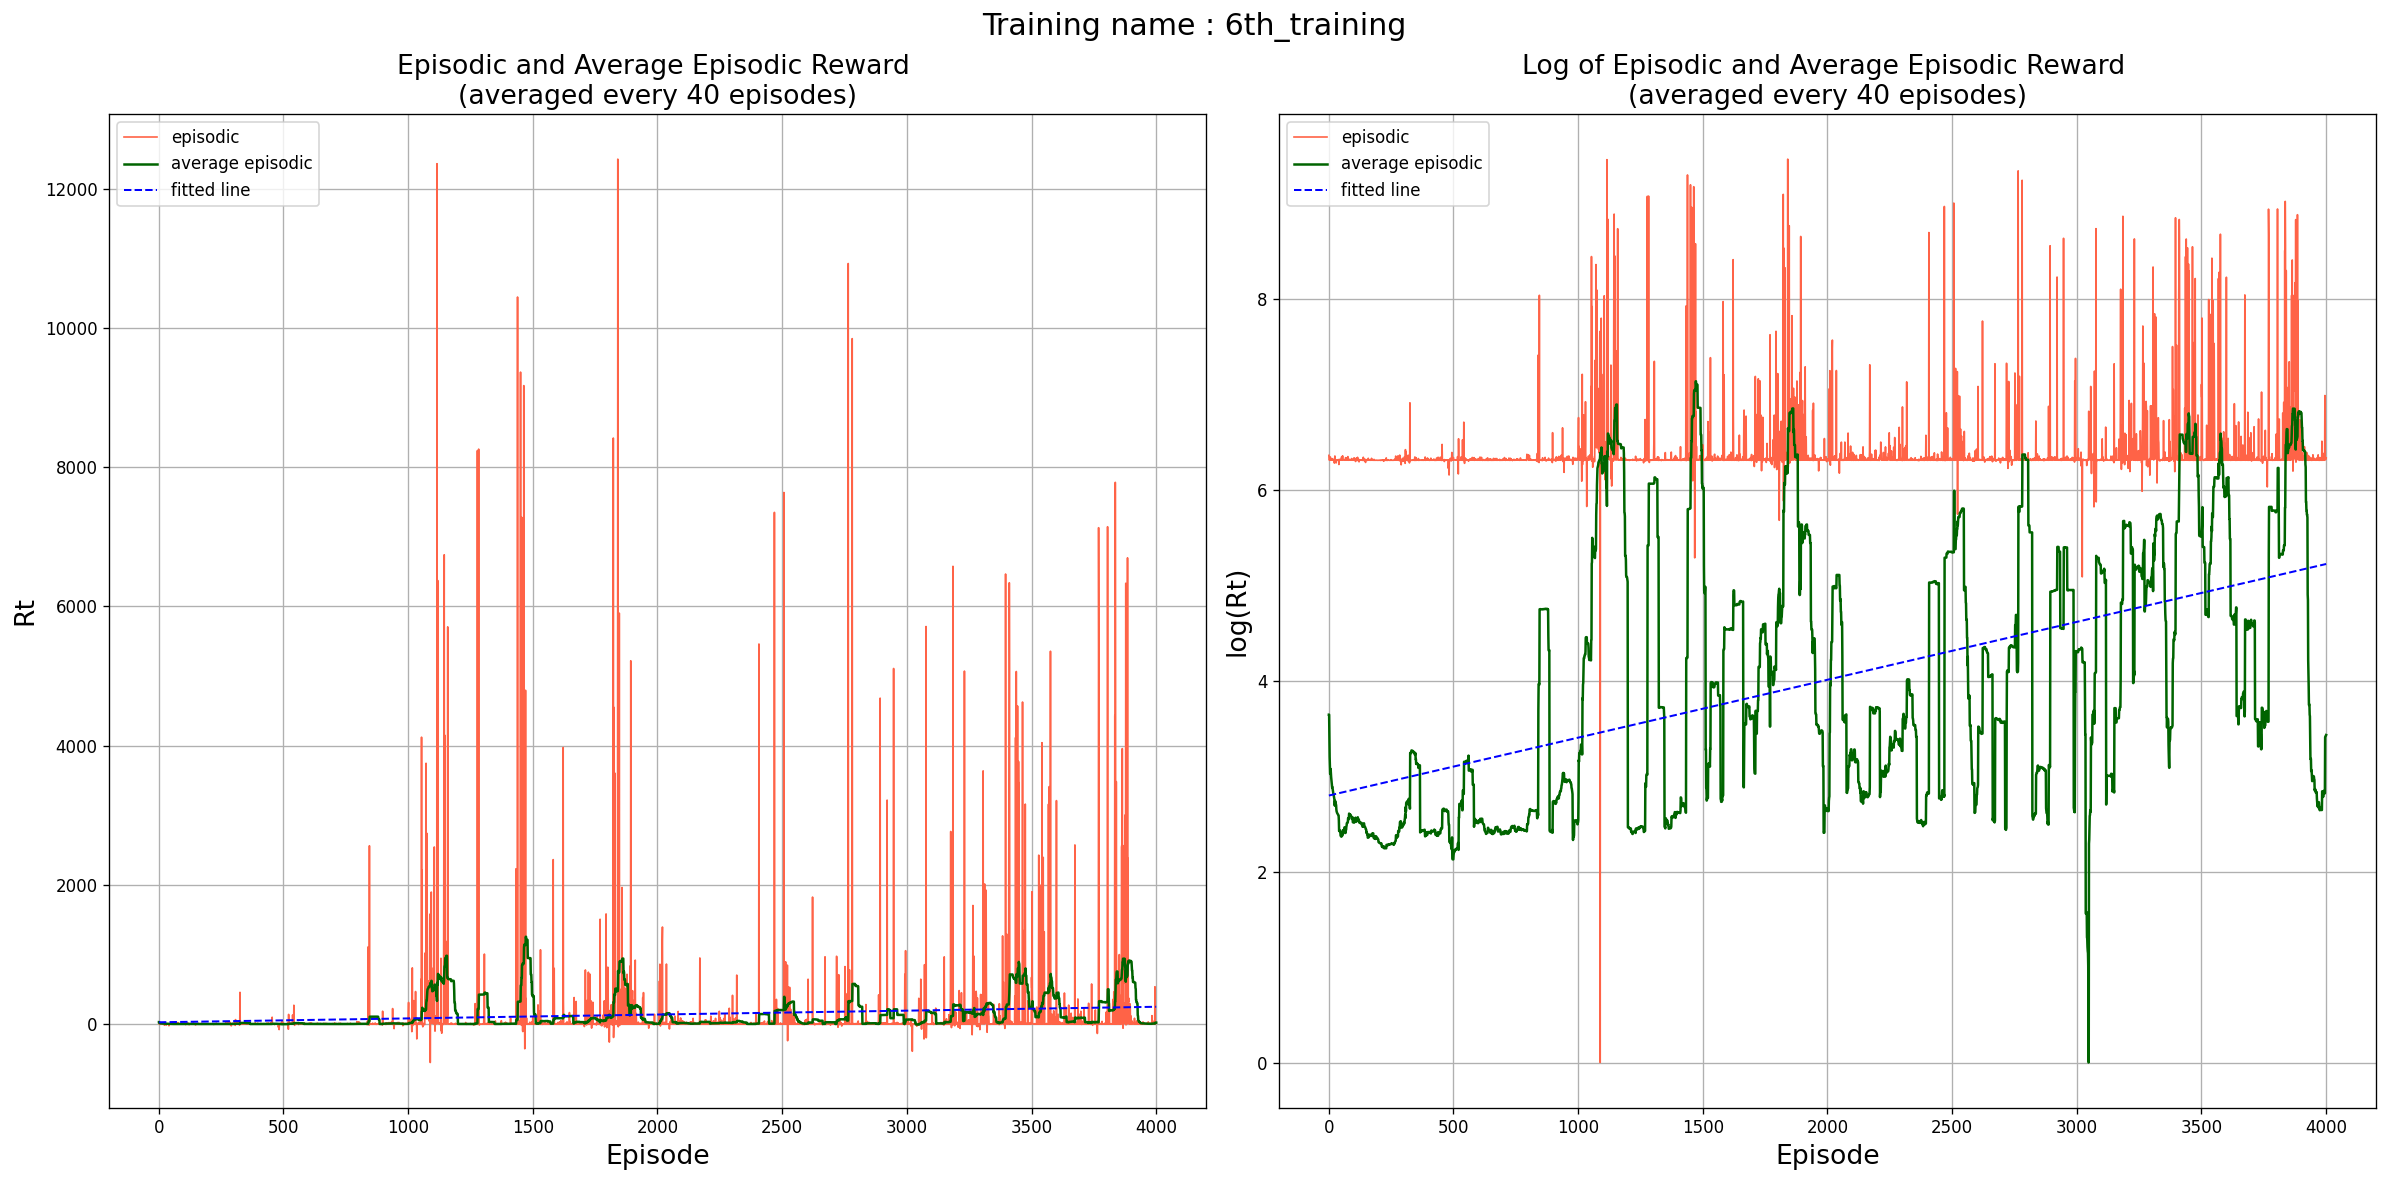 Training name : 6th_training
Episodic and Average Episodic Reward
(averaged every 40 episodes)
episodic
average episodic
fitted line
12000
10000
8000
6000
4000
2000
0
Rt
0 500 1000 1500 2000 2500 3000 3500 4000
Episode
Log of Episodic and Average Episodic Reward
(averaged every 40 episodes)
episodic
average episodic
fitted line
8
6
4
2
0
log(Rt)
0 500 1000 1500 2000 2500 3000 3500 4000
Episode